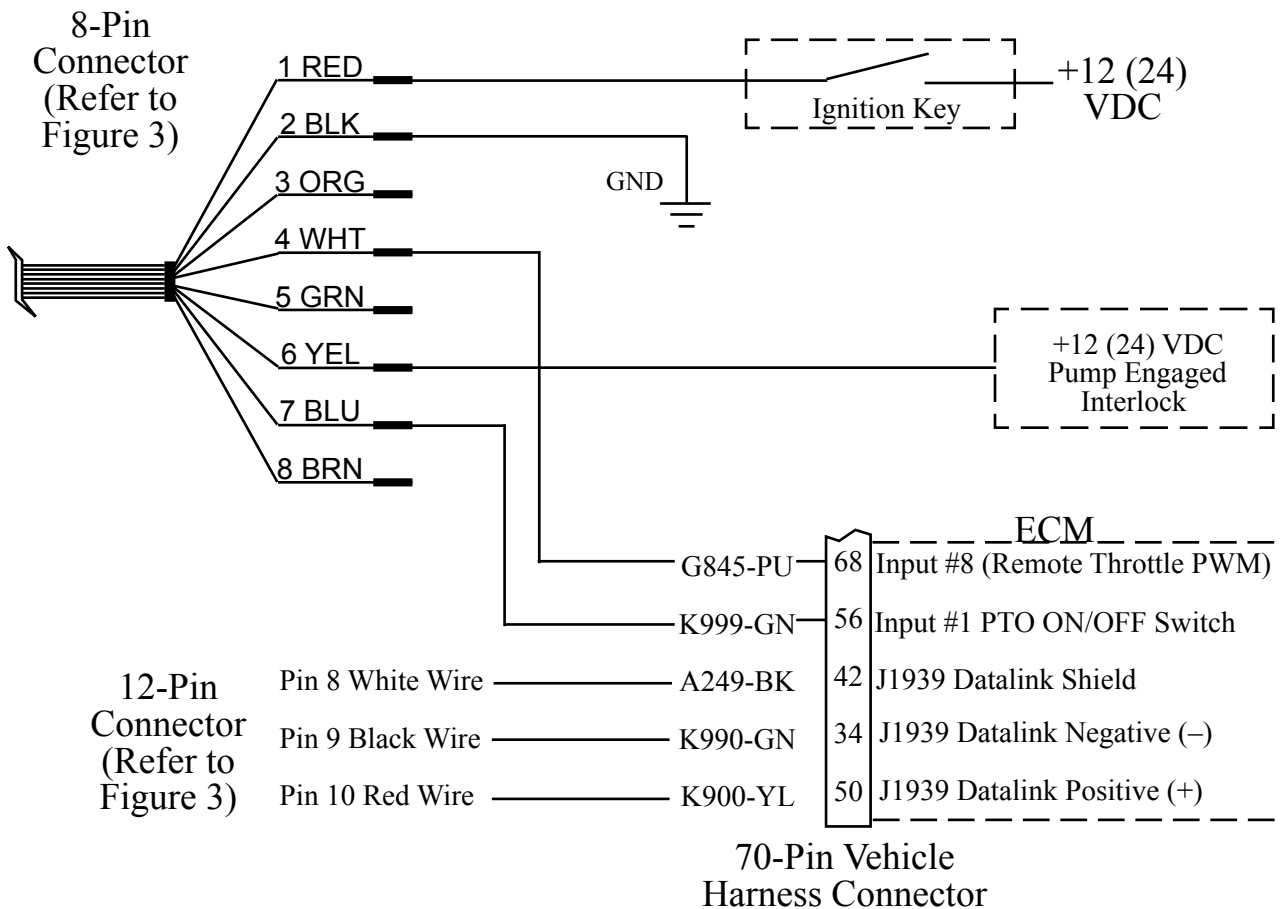 8-Pin
Connector
(Refer to
Figure 3)
1 RED
2 BLK
3 ORG
4 WHT
5 GRN
6 YEL
7 BLU
8 BRN
Ignition Key
+12 (24)
VDC
GND
+12 (24) VDC
Pump Engaged
Interlock
ECM
G845-PU 68 Input #8 (Remote Throttle PWM)
K999-GN 56 Input #1 PTO ON/OFF Switch
12-Pin
Connector
(Refer to
Figure 3)
Pin 8 White Wire A249-BK 42 J1939 Datalink Shield
Pin 9 Black Wire K990-GN 34 J1939 Datalink Negative (–)
Pin 10 Red Wire K900-YL 50 J1939 Datalink Positive (+)
70-Pin Vehicle
Harness Connector